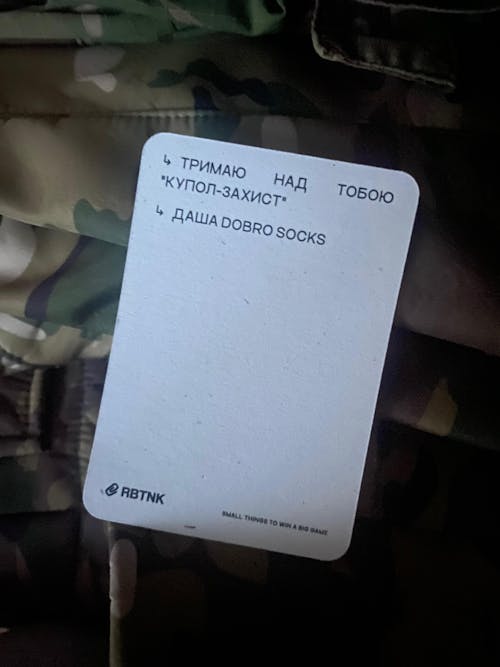 ↳ ТРИМАЮ НАД ТОБОЮ
"КУПОЛ-ЗАХИСТ"
↳ ДАША DOBRO SOCKS
RBTNK
SMALL THINGS TO WIN A BIG GAME